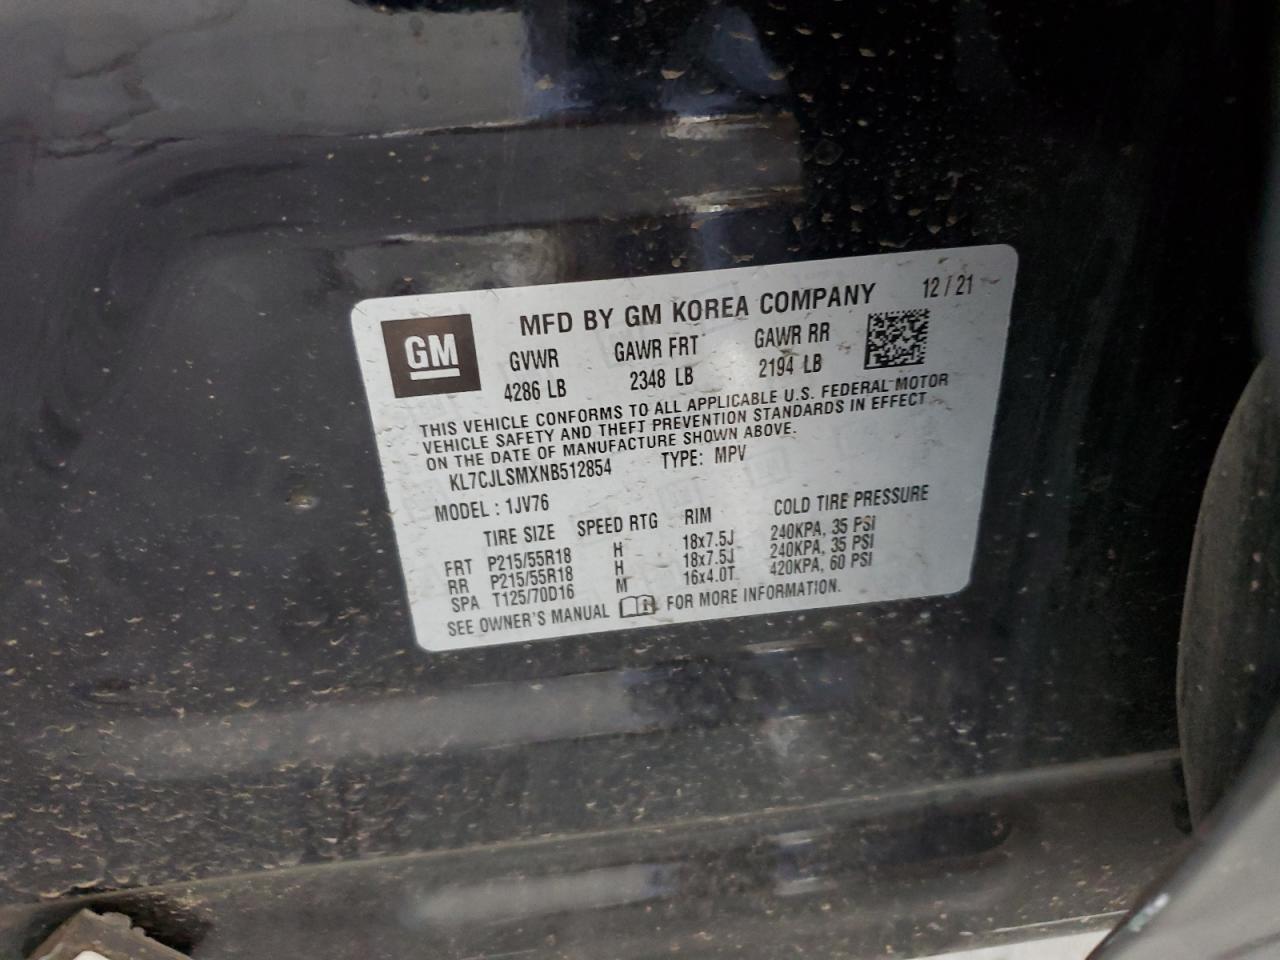 MFD BY GM KOREA COMPANY 12/21
GM
GVWR GAWR FRT GAWR RR
4286 LB 2348 LB 2194 LB
THIS VEHICLE CONFORMS TO ALL APPLICABLE U.S. FEDERAL MOTOR
VEHICLE SAFETY AND THEFT PREVENTION STANDARDS IN EFFECT
ON THE DATE OF MANUFACTURE SHOWN ABOVE.
KL7CJLSMXNB512854 TYPE: MPV
MODEL : 1JV76
TIRE SIZE SPEED RTG RIM COLD TIRE PRESSURE
FRT P215/55R18 H 18x7.5J 240KPA, 35 PSI
RR P215/55R18 H 18x7.5J 240KPA, 35 PSI
SPA T125/70D16 M 16x4.0T 420KPA, 60 PSI
SEE OWNER'S MANUAL FOR MORE INFORMATION.